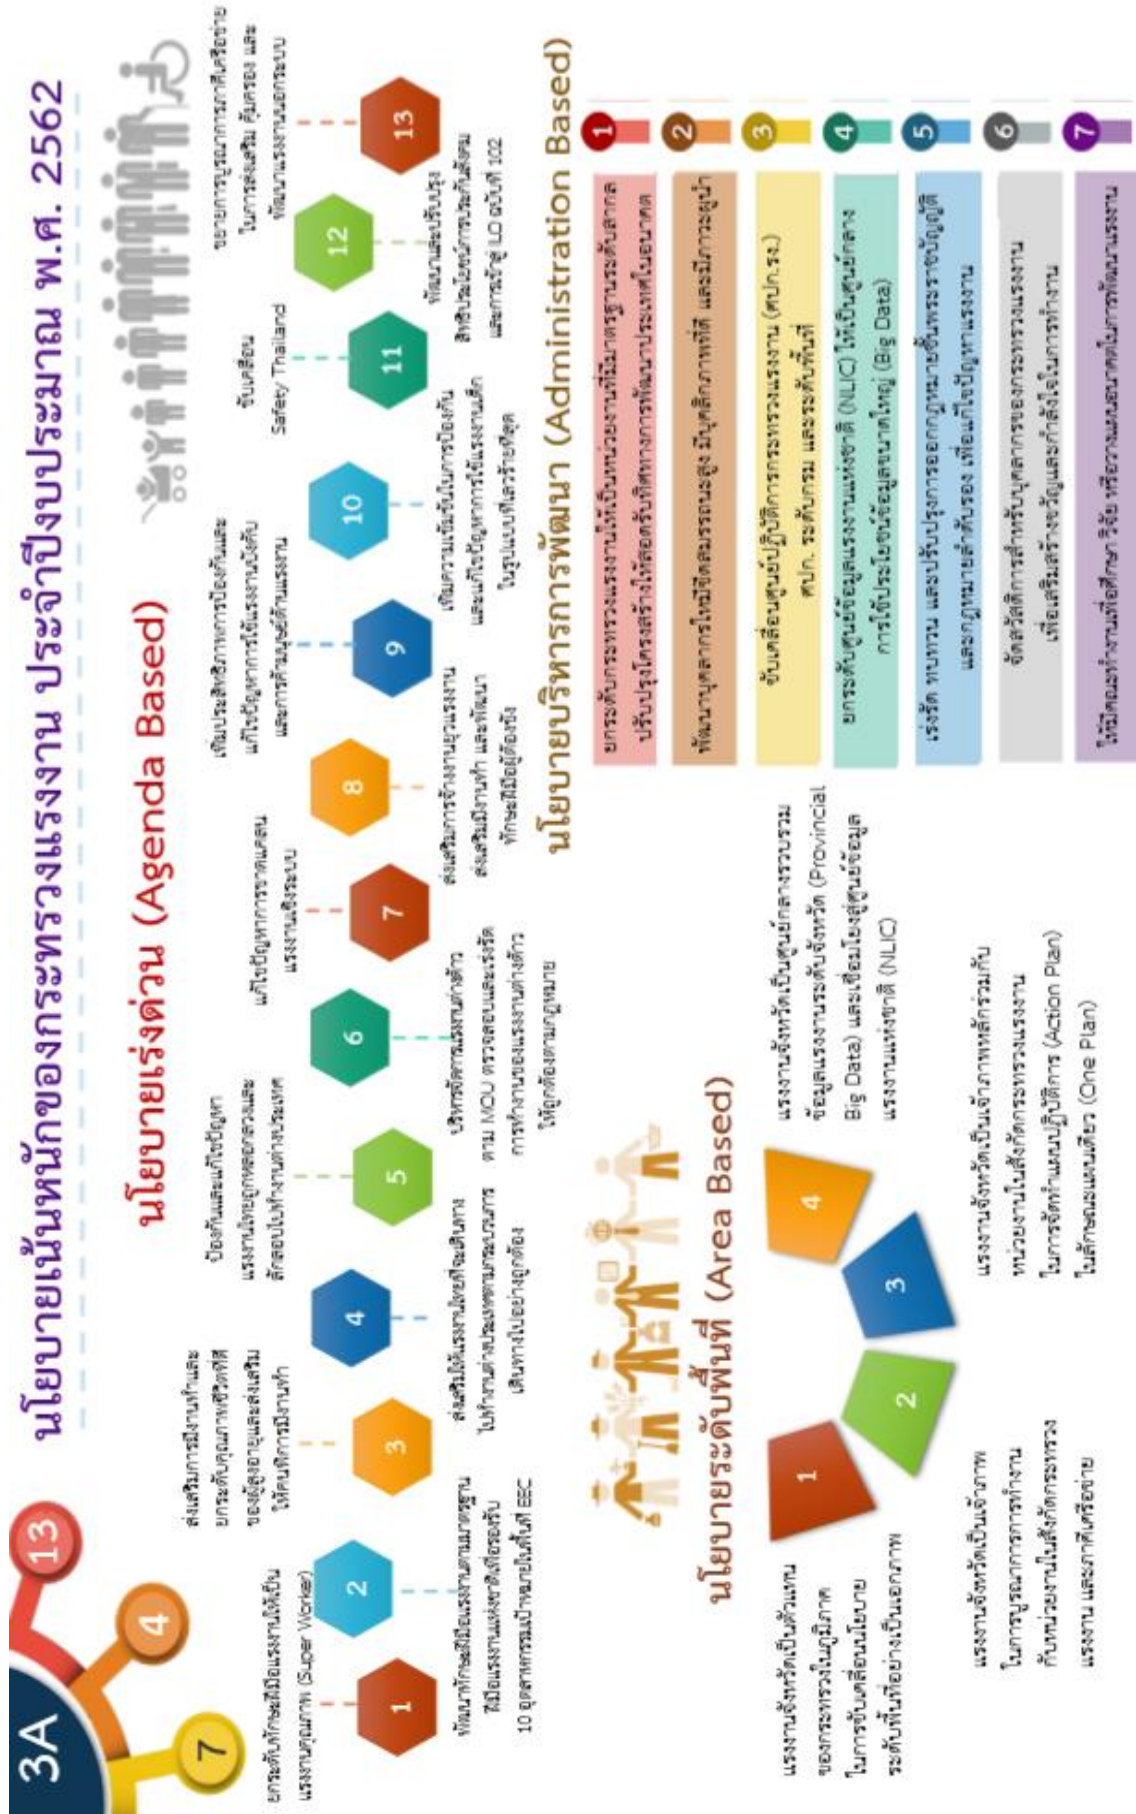 3A
13
4
7
นโยบายเน้นหนักของกระทรวงแรงงาน ประจำปีงบประมาณ พ.ศ. 2562
นโยบายเร่งด่วน (Agenda Based)
1
ยกระดับทักษะฝีมือแรงงานให้เป็น
แรงงานคุณภาพ (Super Worker)
2
พัฒนาทักษะฝีมือแรงงานตามมาตรฐาน
ฝีมือแรงงานแห่งชาติเพื่อรองรับ
10 อุตสาหกรรมเป้าหมายในพื้นที่ EEC
3
ส่งเสริมการมีงานทำและ
ยกระดับคุณภาพชีวิตที่ดี
ของผู้สูงอายุและส่งเสริม
ให้คนพิการมีงานทำ
4
ส่งเสริมให้แรงงานไทยที่จะเดินทาง
ไปทำงานต่างประเทศตามกระบวนการ
เดินทางไปอย่างถูกต้อง
5
ป้องกันและแก้ไขปัญหา
แรงงานไทยถูกหลอกลวงและ
ลักลอบไปทำงานต่างประเทศ
6
บริหารจัดการแรงงานต่างด้าว
ตาม MOU ตรวจสอบและเร่งรัด
การทำงานของแรงงานต่างด้าว
ให้ถูกต้องตามกฎหมาย
7
แก้ไขปัญหาการขาดแคลน
แรงงานเชิงระบบ
8
ส่งเสริมการจ้างงานยุวแรงงาน
ส่งเสริมมีงานทำ และพัฒนา
ทักษะฝีมือผู้ต้องขัง
9
เพิ่มประสิทธิภาพการป้องกันและ
แก้ไขปัญหาการใช้แรงงานบังคับ
และการค้ามนุษย์ด้านแรงงาน
10
เพิ่มความเข้มข้นในการป้องกัน
และแก้ไขปัญหาการใช้แรงงานเด็ก
ในรูปแบบที่เลวร้ายที่สุด
11
ขับเคลื่อน
Safety Thailand
12
พัฒนาและปรับปรุง
สิทธิประโยชน์การประกันสังคม
และการเข้าสู่ ILO ฉบับที่ 102
13
ขยายการบูรณาการภาคีเครือข่าย
ในการส่งเสริม คุ้มครอง และ
พัฒนาแรงงานนอกระบบ
นโยบายระดับพื้นที่ (Area Based)
1
แรงงานจังหวัดเป็นตัวแทน
ของกระทรวงในภูมิภาค
ในการขับเคลื่อนนโยบาย
ระดับพื้นที่อย่างเป็นเอกภาพ
2
แรงงานจังหวัดเป็นเจ้าภาพ
ในการบูรณาการการทำงาน
กับหน่วยงานในสังกัดกระทรวง
แรงงาน และภาคีเครือข่าย
3
แรงงานจังหวัดเป็นเจ้าภาพหลักร่วมกับ
หน่วยงานในสังกัดกระทรวงแรงงาน
ในการจัดทำแผนปฏิบัติการ (Action Plan)
ในลักษณะแผนเดียว (One Plan)
4
แรงงานจังหวัดเป็นศูนย์กลางรวบรวม
ข้อมูลแรงงานระดับจังหวัด (Provincial
Big Data) และเชื่อมโยงสู่ศูนย์ข้อมูล
แรงงานแห่งชาติ (NLIC)
นโยบายบริหารการพัฒนา (Administration Based)
ยกระดับกระทรวงแรงงานให้เป็นหน่วยงานที่มีมาตรฐานระดับสากล
ปรับปรุงโครงสร้างให้สอดรับทิศทางการพัฒนาประเทศในอนาคต
1
พัฒนาบุคลากรให้มีขีดสมรรถนะสูง มีบุคลิกภาพที่ดี และมีภาวะผู้นำ
2
ขับเคลื่อนศูนย์ปฏิบัติการกระทรวงแรงงาน (ศปก.รง.)
ศปก. ระดับกรม และระดับพื้นที่
3
ยกระดับศูนย์ข้อมูลแรงงานแห่งชาติ (NLIC) ให้เป็นศูนย์กลาง
การใช้ประโยชน์ข้อมูลขนาดใหญ่ (Big Data)
4
เร่งรัด ทบทวน และปรับปรุงการออกกฎหมายชั้นพระราชบัญญัติ
และกฎหมายลำดับรอง เพื่อแก้ไขปัญหาแรงงาน
5
จัดสวัสดิการสำหรับบุคลากรของกระทรวงแรงงาน
เพื่อเสริมสร้างขวัญและกำลังใจในการทำงาน
6
ให้มีคณะทำงานเพื่อศึกษา วิจัย หรือวางแผนอนาคตในการพัฒนาแรงงาน
7